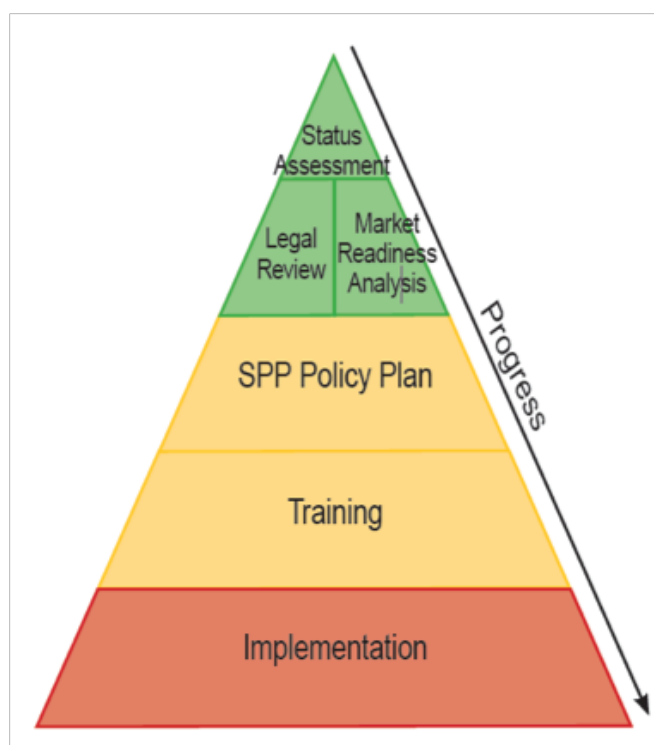 Status
Assessment
Legal
Review
Market
Readiness
Analysis
SPP Policy Plan
Training
Implementation
Progress